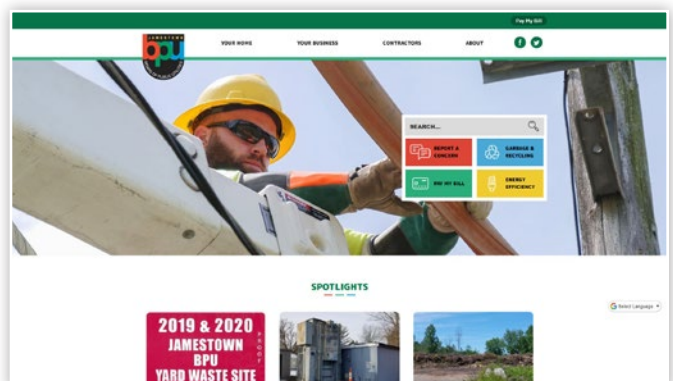 Pay My Bill
JAMESTOWN
bpu
YOUR HOME
YOUR BUSINESS
CONTRACTORS
ABOUT
SEARCH...
REPORT A
CONCERN
GARBAGE &
RECYCLING
PAY MY BILL
ENERGY
EFFICIENCY
SPOTLIGHTS
Select Language
2019 & 2020
JAMESTOWN
BPU
YARD WASTE SITE